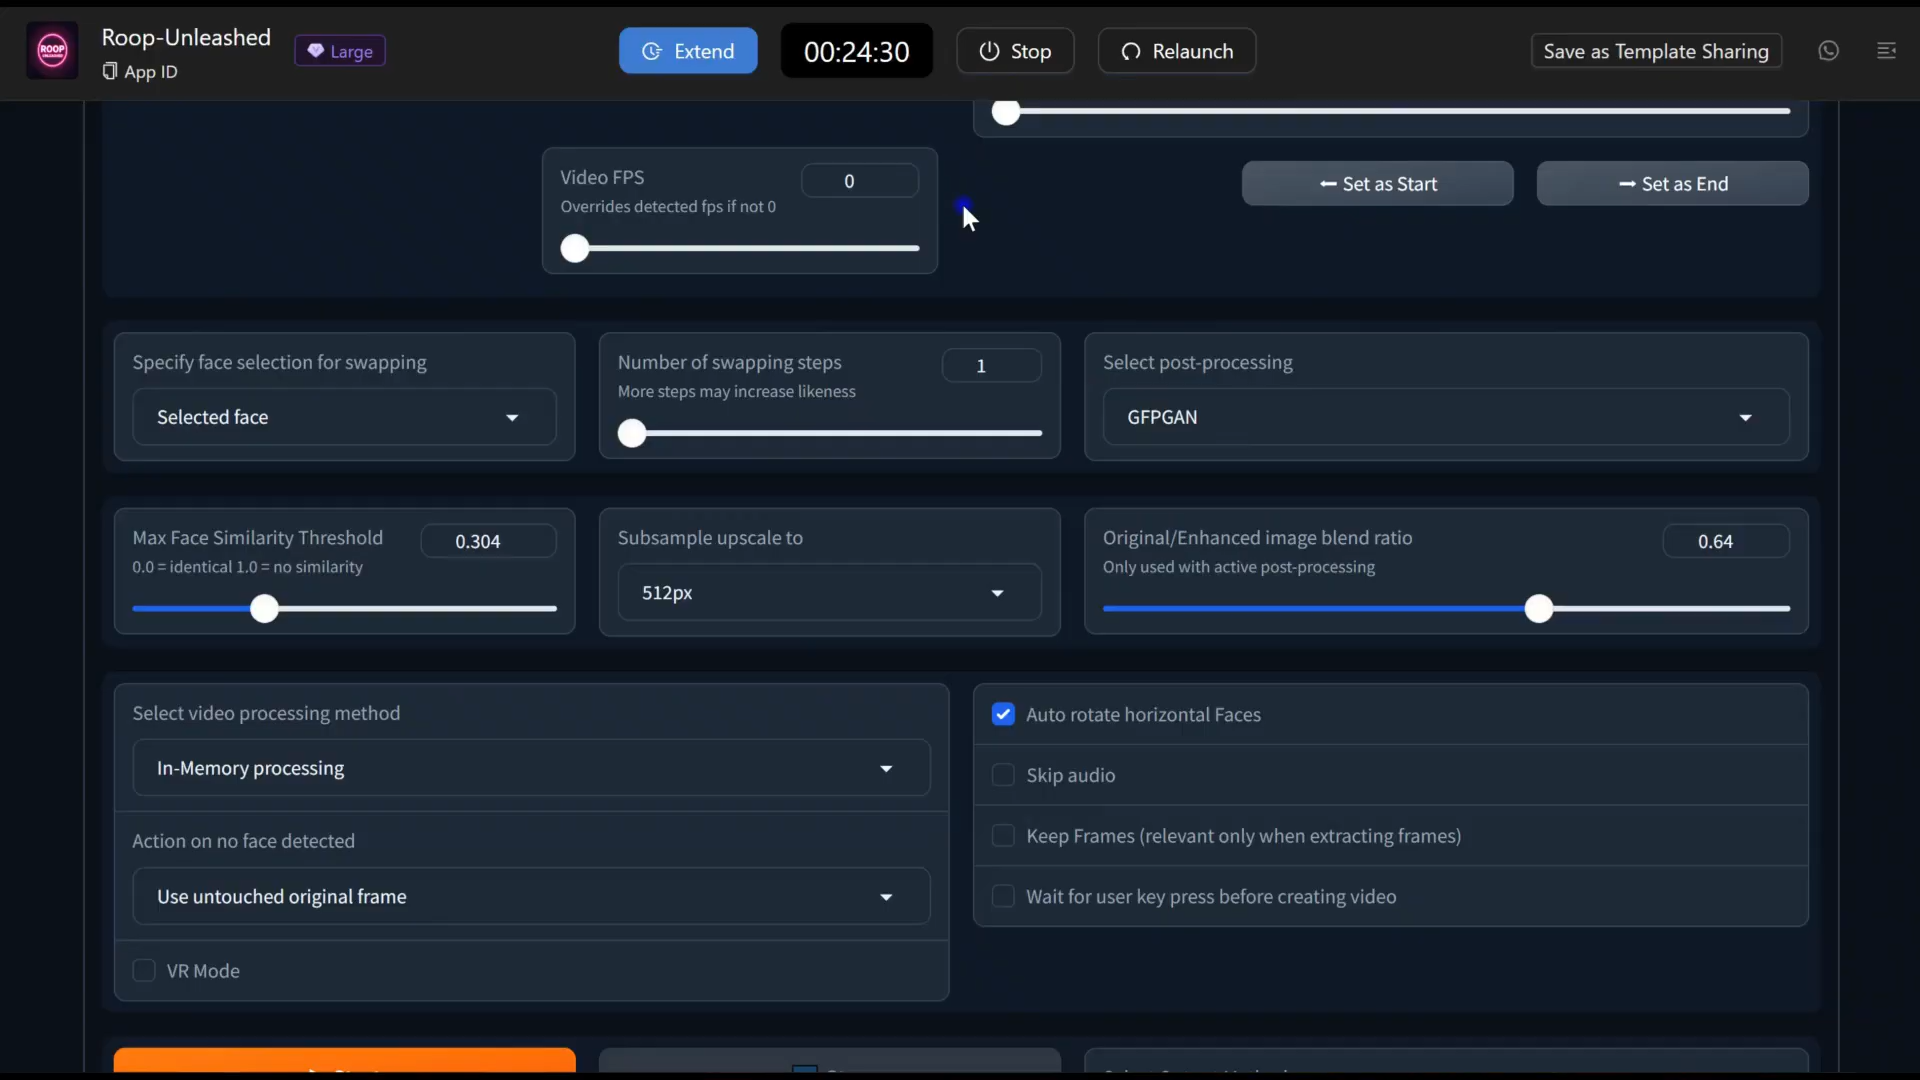 Roop-Unleashed
Large
App ID
Extend
00:24:30
Stop
Relaunch
Save as Template Sharing
ROOP
Video FPS
0
Overrides detected fps if not 0
← Set as Start
→ Set as End
Specify face selection for swapping
Selected face
Number of swapping steps
1
More steps may increase likeness
Select post-processing
GFPGAN
Max Face Similarity Threshold
0.304
0.0 = identical 1.0 = no similarity
Subsample upscale to
512px
Original/Enhanced image blend ratio
0.64
Only used with active post-processing
Select video processing method
In-Memory processing
Action on no face detected
Use untouched original frame
VR Mode
Auto rotate horizontal Faces
Skip audio
Keep Frames (relevant only when extracting frames)
Wait for user key press before creating video